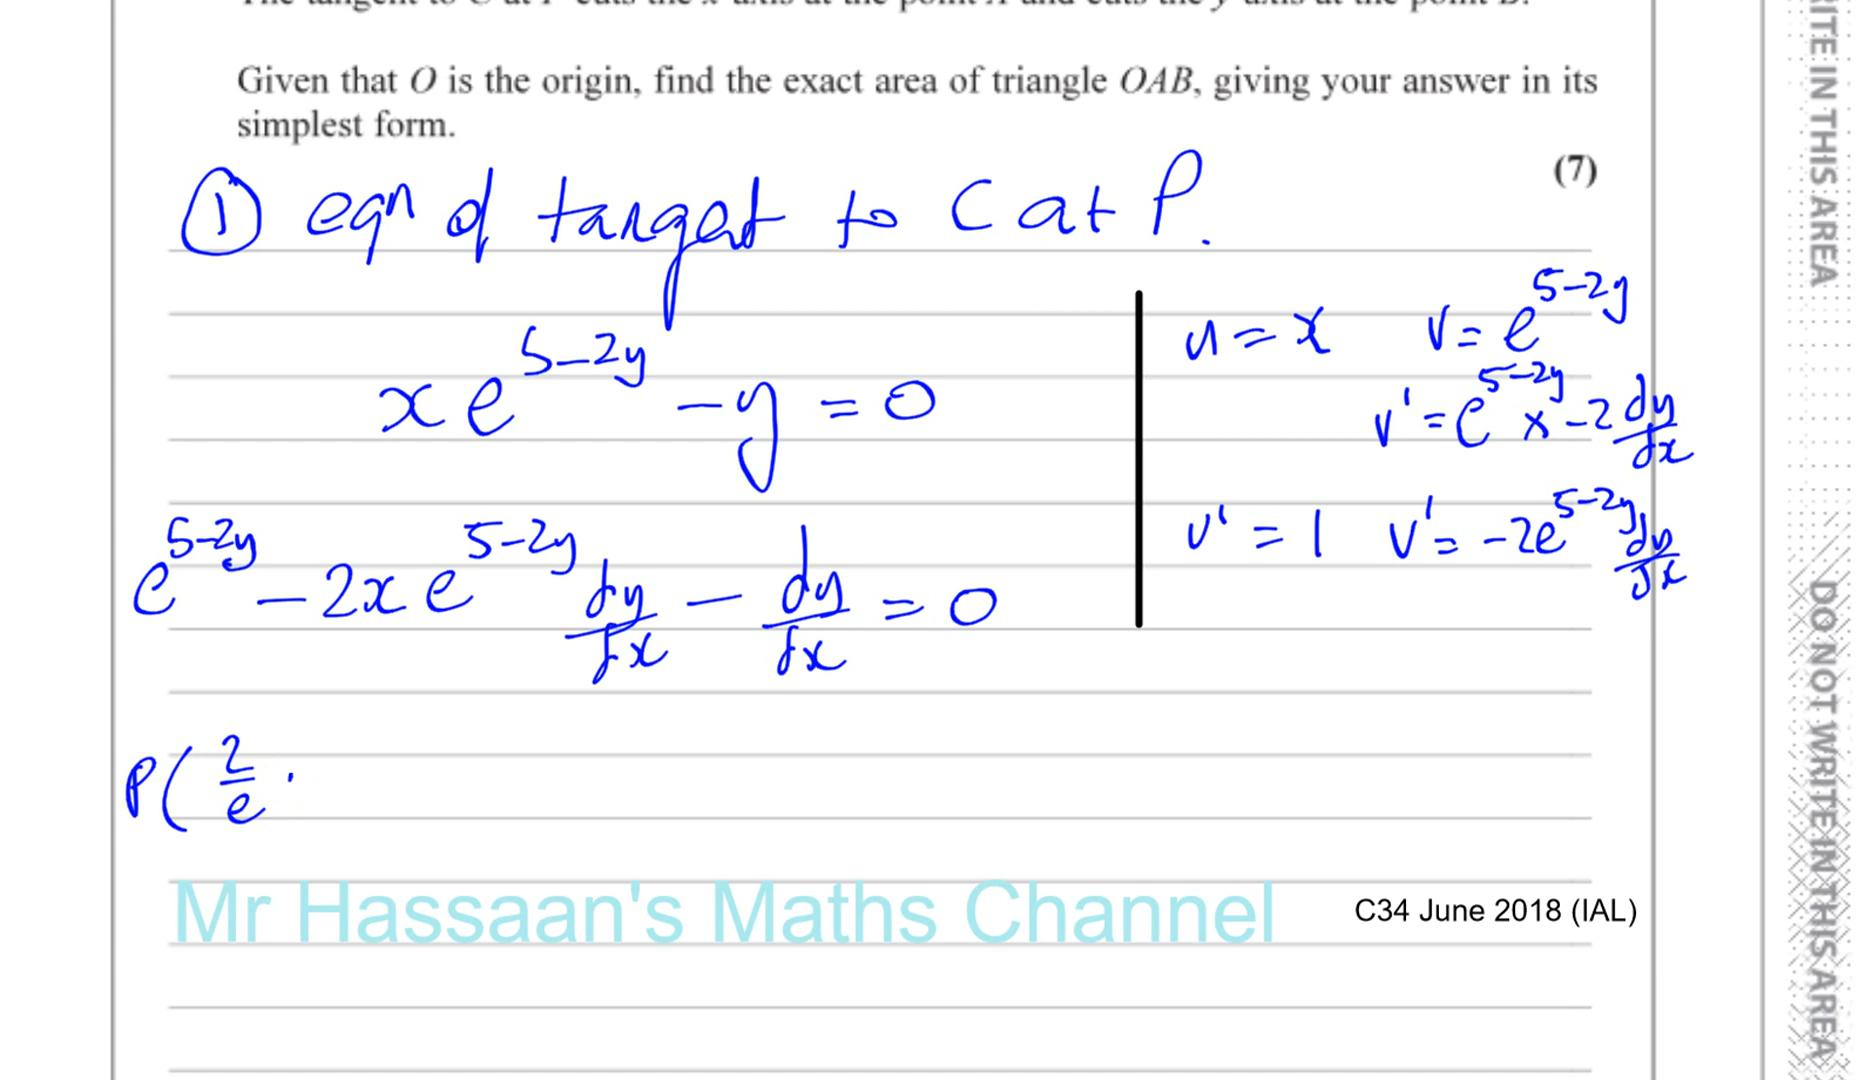 Given that O is the origin, find the exact area of triangle OAB, giving your answer in its
simplest form.
(7)
① eqn of tangent to C at P.
x e^{5-2y} - y = 0
e^{5-2y} - 2x e^{5-2y} dy/dx - dy/dx = 0
P( 2/e ,
u = x   v = e^{5-2y}
v' = e^{5-2y} x -2 dy/dx
u' = 1   v' = -2e^{5-2y} dy/dx
Mr Hassaan's Maths Channel
C34 June 2018 (IAL)
DO NOT WRITE IN THIS AREA